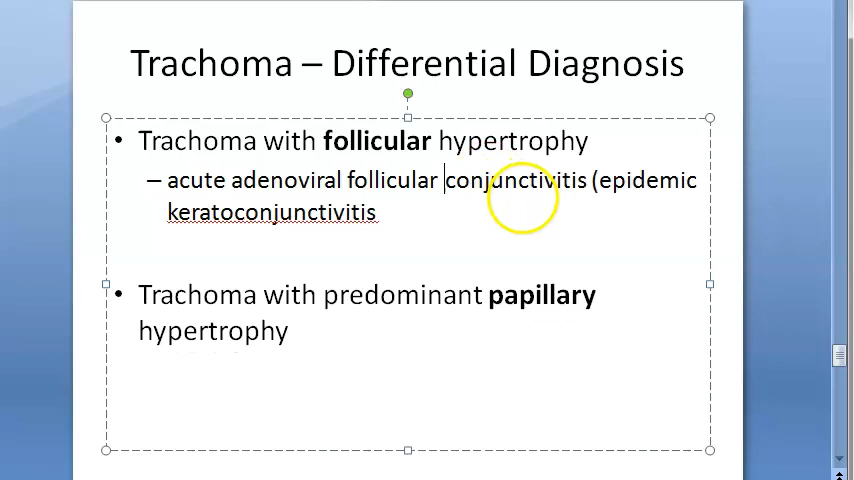 Trachoma – Differential Diagnosis
• Trachoma with follicular hypertrophy
– acute adenoviral follicular conjunctivitis (epidemic
keratoconjunctivitis
• Trachoma with predominant papillary
hypertrophy